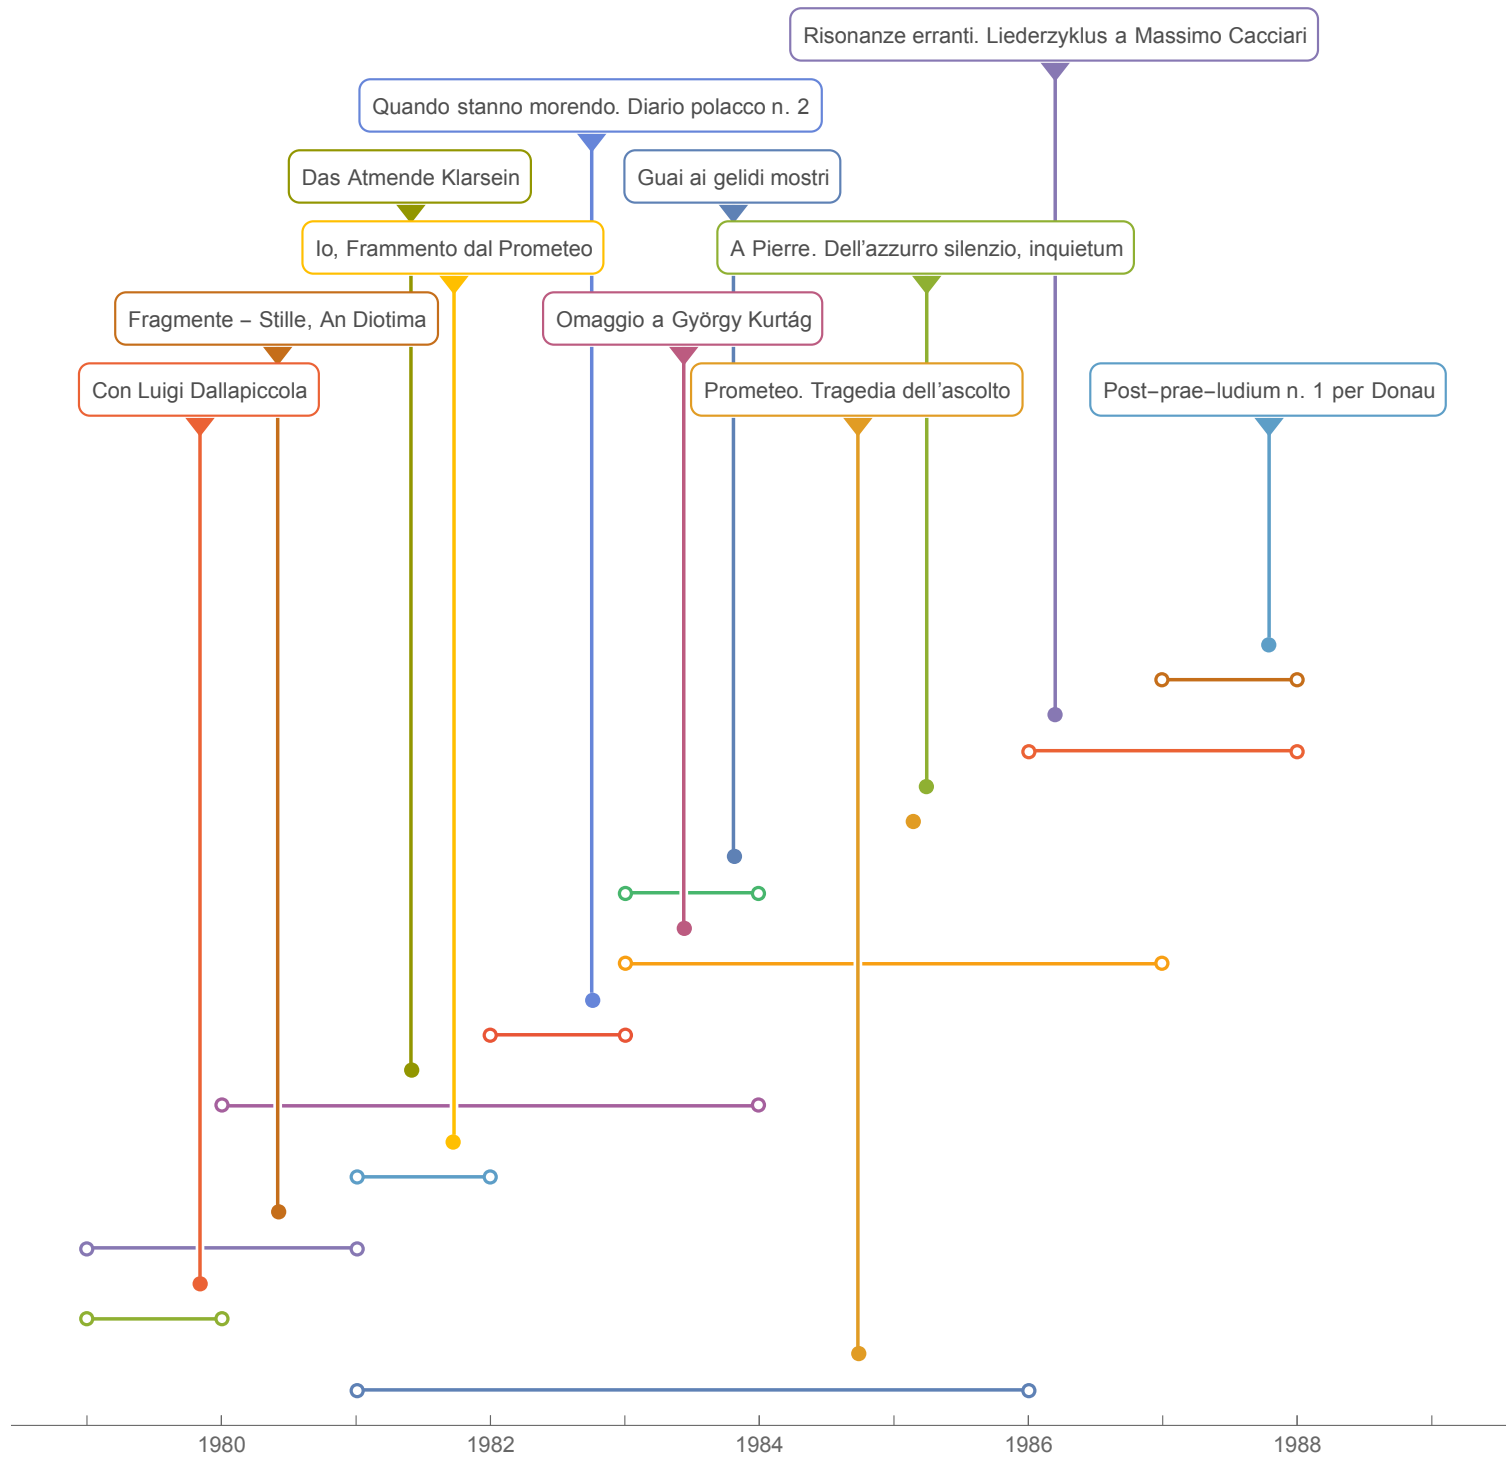 Risonanze erranti. Liederzyklus a Massimo Cacciari
Quando stanno morendo. Diario polacco n. 2
Das Atmende Klarsein
Guai ai gelidi mostri
Io, Frammento dal Prometeo
A Pierre. Dell'azzurro silenzio, inquietum
Fragmente – Stille, An Diotima
Omaggio a György Kurtág
Con Luigi Dallapiccola
Prometeo. Tragedia dell'ascolto
Post–prae–ludium n. 1 per Donau
1980
1982
1984
1986
1988